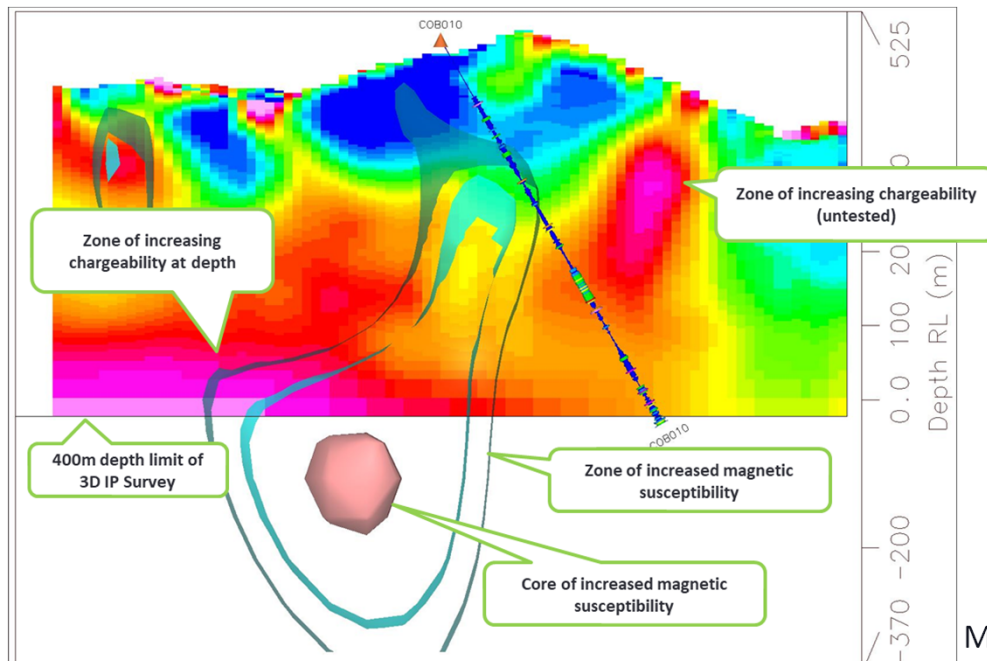 COB010
525
Zone of increasing chargeability
(untested)
Zone of increasing
chargeability at depth
20
100
0.0
Depth RL (m)
COB010
400m depth limit of
3D IP Survey
Zone of increased magnetic
susceptibility
-200
Core of increased magnetic
susceptibility
-370
M